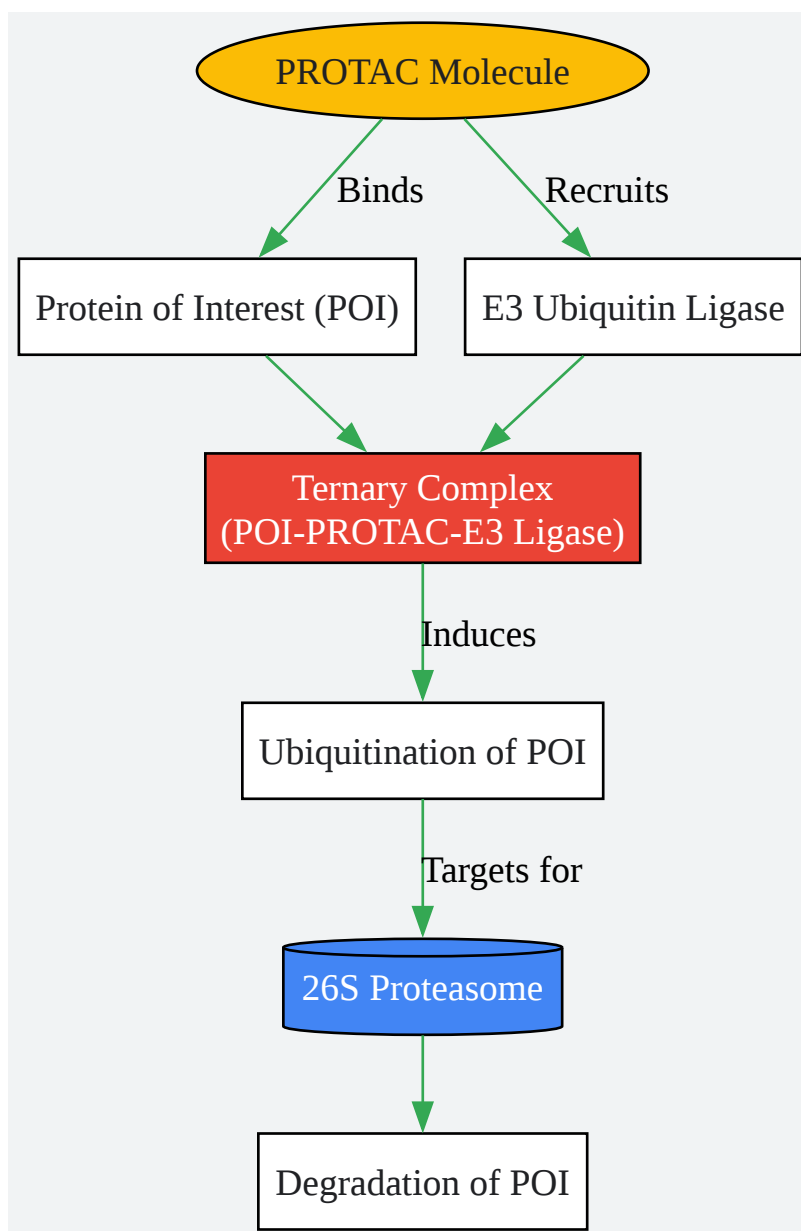 PROTAC Molecule
Binds
Recruits
Protein of Interest (POI)
E3 Ubiquitin Ligase
Ternary Complex
(POI-PROTAC-E3 Ligase)
Induces
Ubiquitination of POI
Targets for
26S Proteasome
Degradation of POI